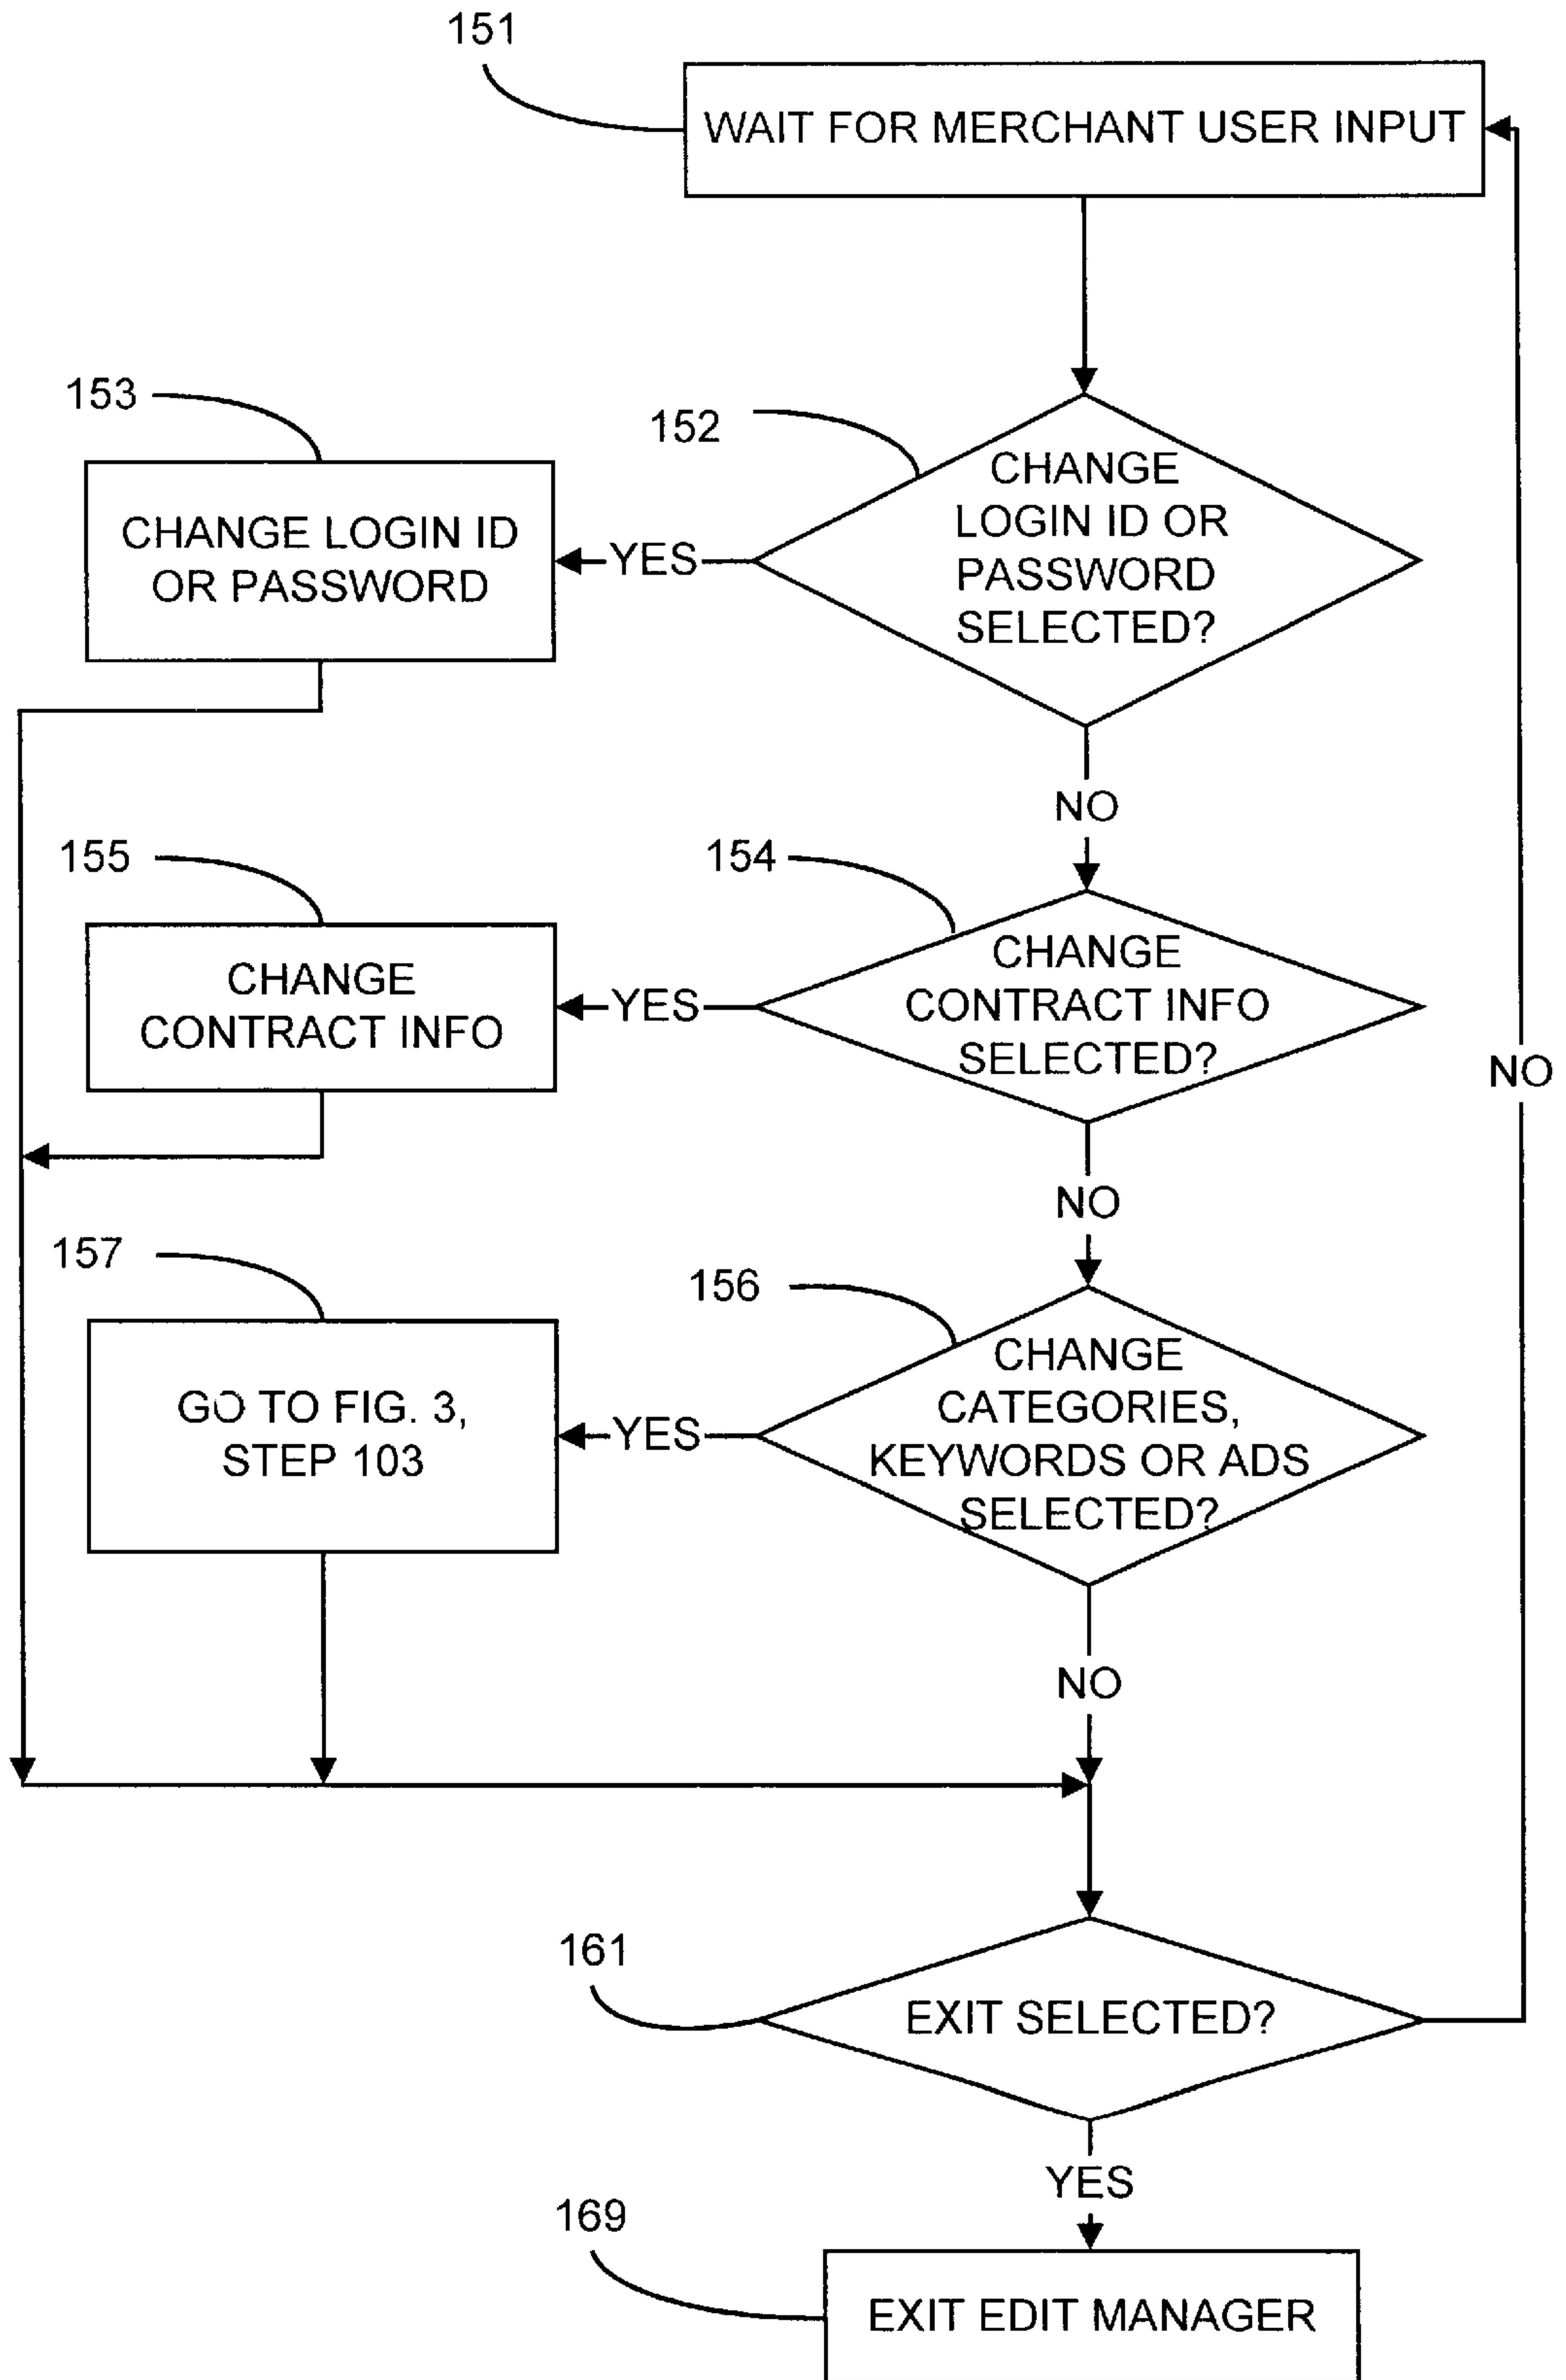 151
WAIT FOR MERCHANT USER INPUT
153
152
CHANGE
LOGIN ID OR
PASSWORD
SELECTED?
CHANGE LOGIN ID
OR PASSWORD
YES
NO
155
154
CHANGE
CONTRACT INFO
SELECTED?
CHANGE
CONTRACT INFO
YES
NO
NO
157
156
CHANGE
CATEGORIES,
KEYWORDS OR ADS
SELECTED?
GO TO FIG. 3,
STEP 103
YES
NO
161
EXIT SELECTED?
YES
169
EXIT EDIT MANAGER